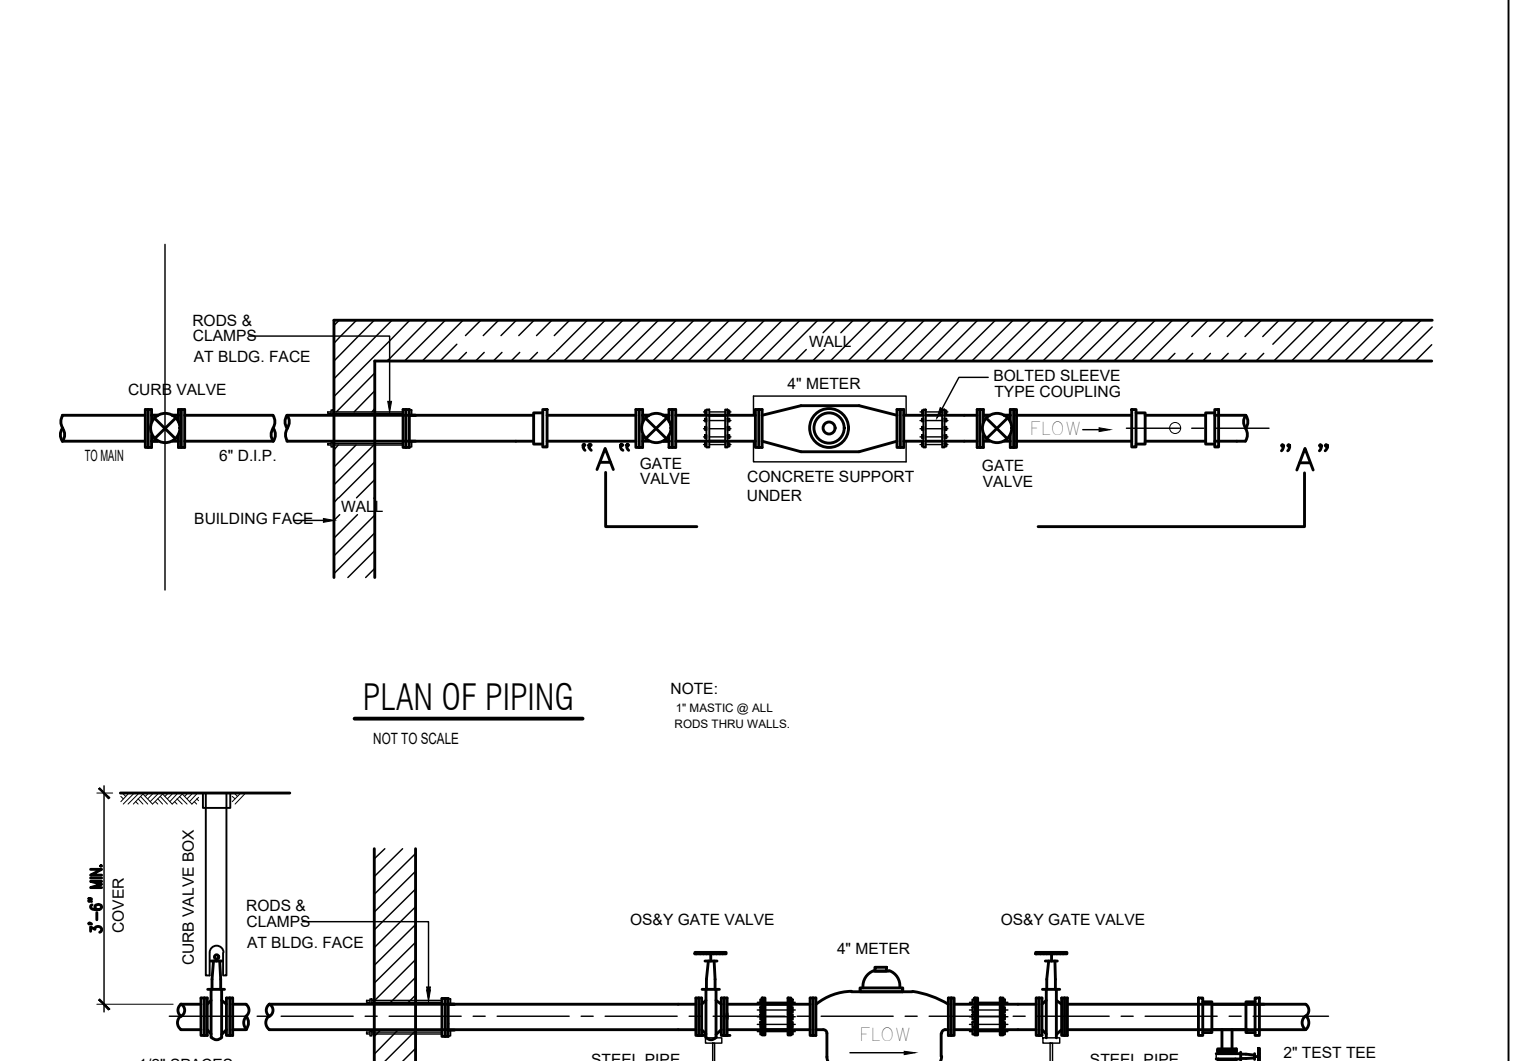 RODS &
CLAMPS
AT BLDG. FACE
WALL
CURB VALVE
4" METER
BOLTED SLEEVE
TYPE COUPLING
FLOW
TO MAIN
6" D.I.P.
"A"
GATE
VALVE
CONCRETE SUPPORT
UNDER
GATE
VALVE
"A"
BUILDING FACE
WALL
PLAN OF PIPING
NOT TO SCALE
NOTE:
1" MASTIC @ ALL
RODS THRU WALLS.
3'-6" MIN.
COVER
CURB VALVE BOX
RODS &
CLAMPS
AT BLDG. FACE
OS&Y GATE VALVE
4" METER
OS&Y GATE VALVE
FLOW
STEEL PIPE
STEEL PIPE
2" TEST TEE